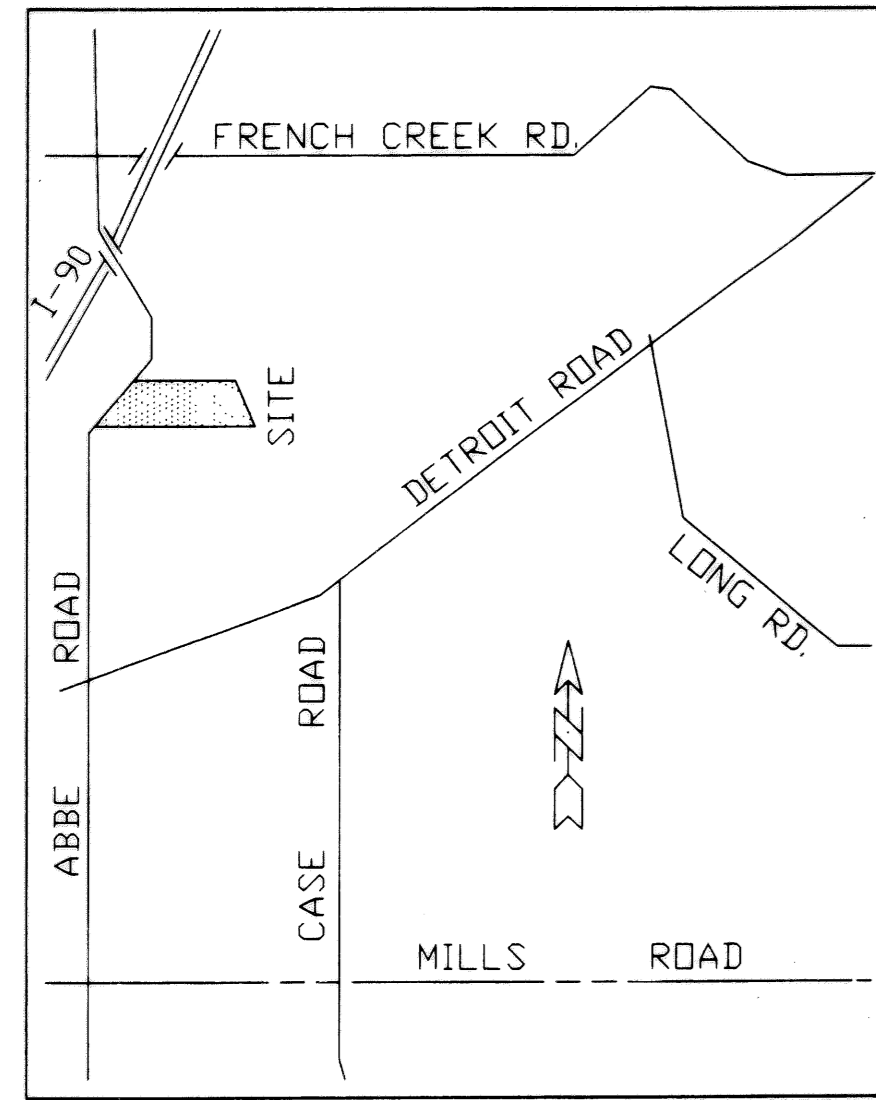 FRENCH CREEK RD.
I-90
SITE
DETROIT ROAD
LONG RD.
ABBE ROAD
CASE ROAD
N
MILLS ROAD